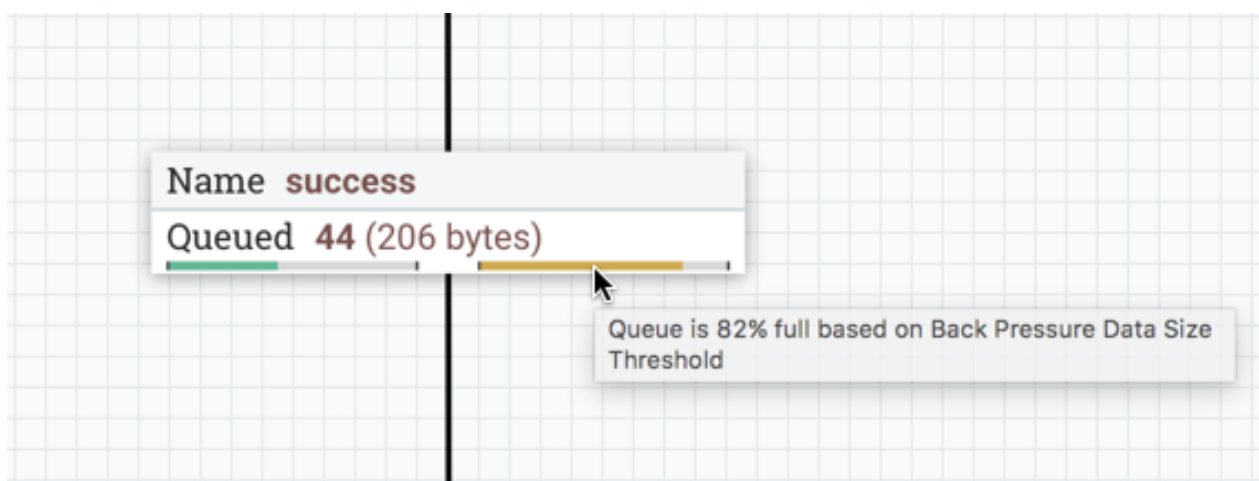 Name success
Queued 44 (206 bytes)
Queue is 82% full based on Back Pressure Data Size
Threshold